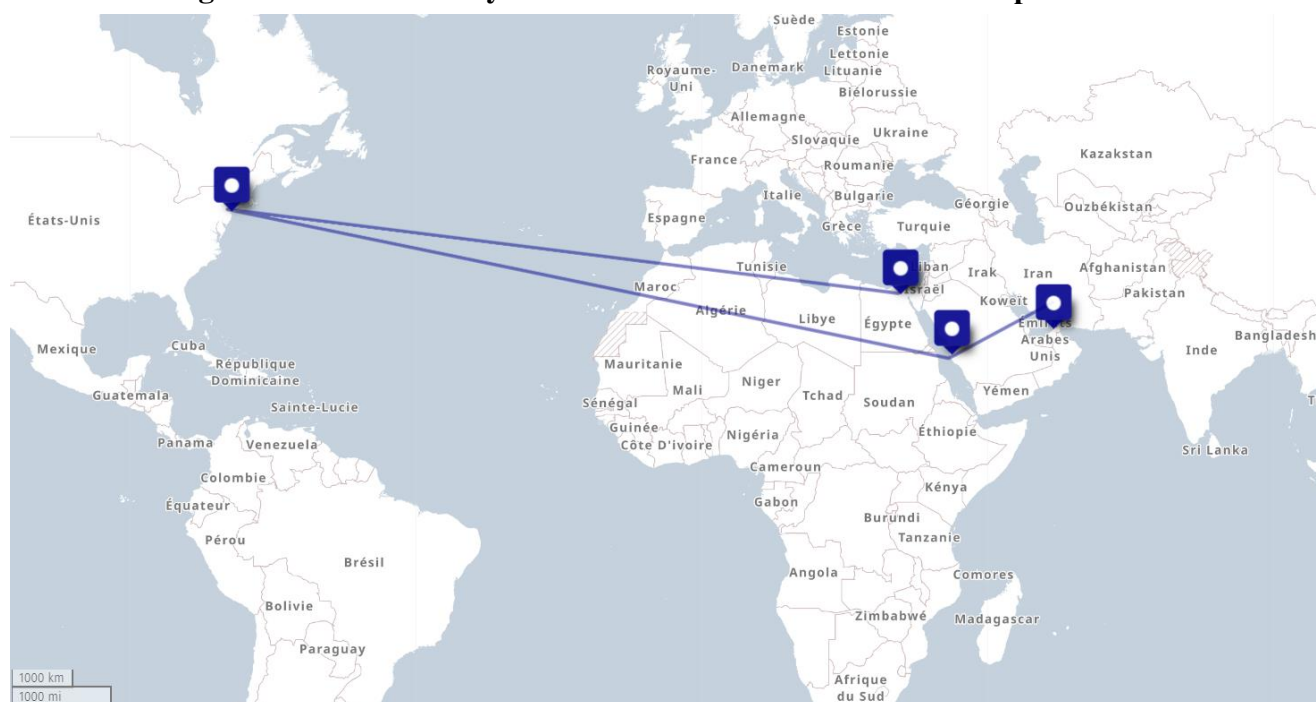 Suède
Estonie
Lettonie
Royaume-
Uni
Danemark
Lituanie
Biélorussie
Allemagne
Slovaquie
Ukraine
France
Roumanie
Kazakstan
Italie
Bulgarie
Géorgie
Ouzbékistan
États-Unis
Espagne
Grèce
Turquie
Tunisie
Liban
Irak
Iran
Afghanistan
Maroc
Israël
Koweït
Pakistan
Algérie
Libye
Égypte
Émirats
Arabes
Unis
Mexique
Cuba
République
Dominicaine
Inde
Bangladesh
Mauritanie
Mali
Niger
Tchad
Soudan
Yémen
Guatemala
Sainte-Lucie
Sénégal
Guinée
Côte D'ivoire
Nigéria
Éthiopie
Panama
Venezuela
Sri Lanka
Colombie
Cameroun
Équateur
Gabon
Kénya
Pérou
Burundi
Tanzanie
Brésil
Angola
Comores
Bolivie
Zimbabwé
Madagascar
Paraguay
Afrique
du Sud
1000 km
1000 mi